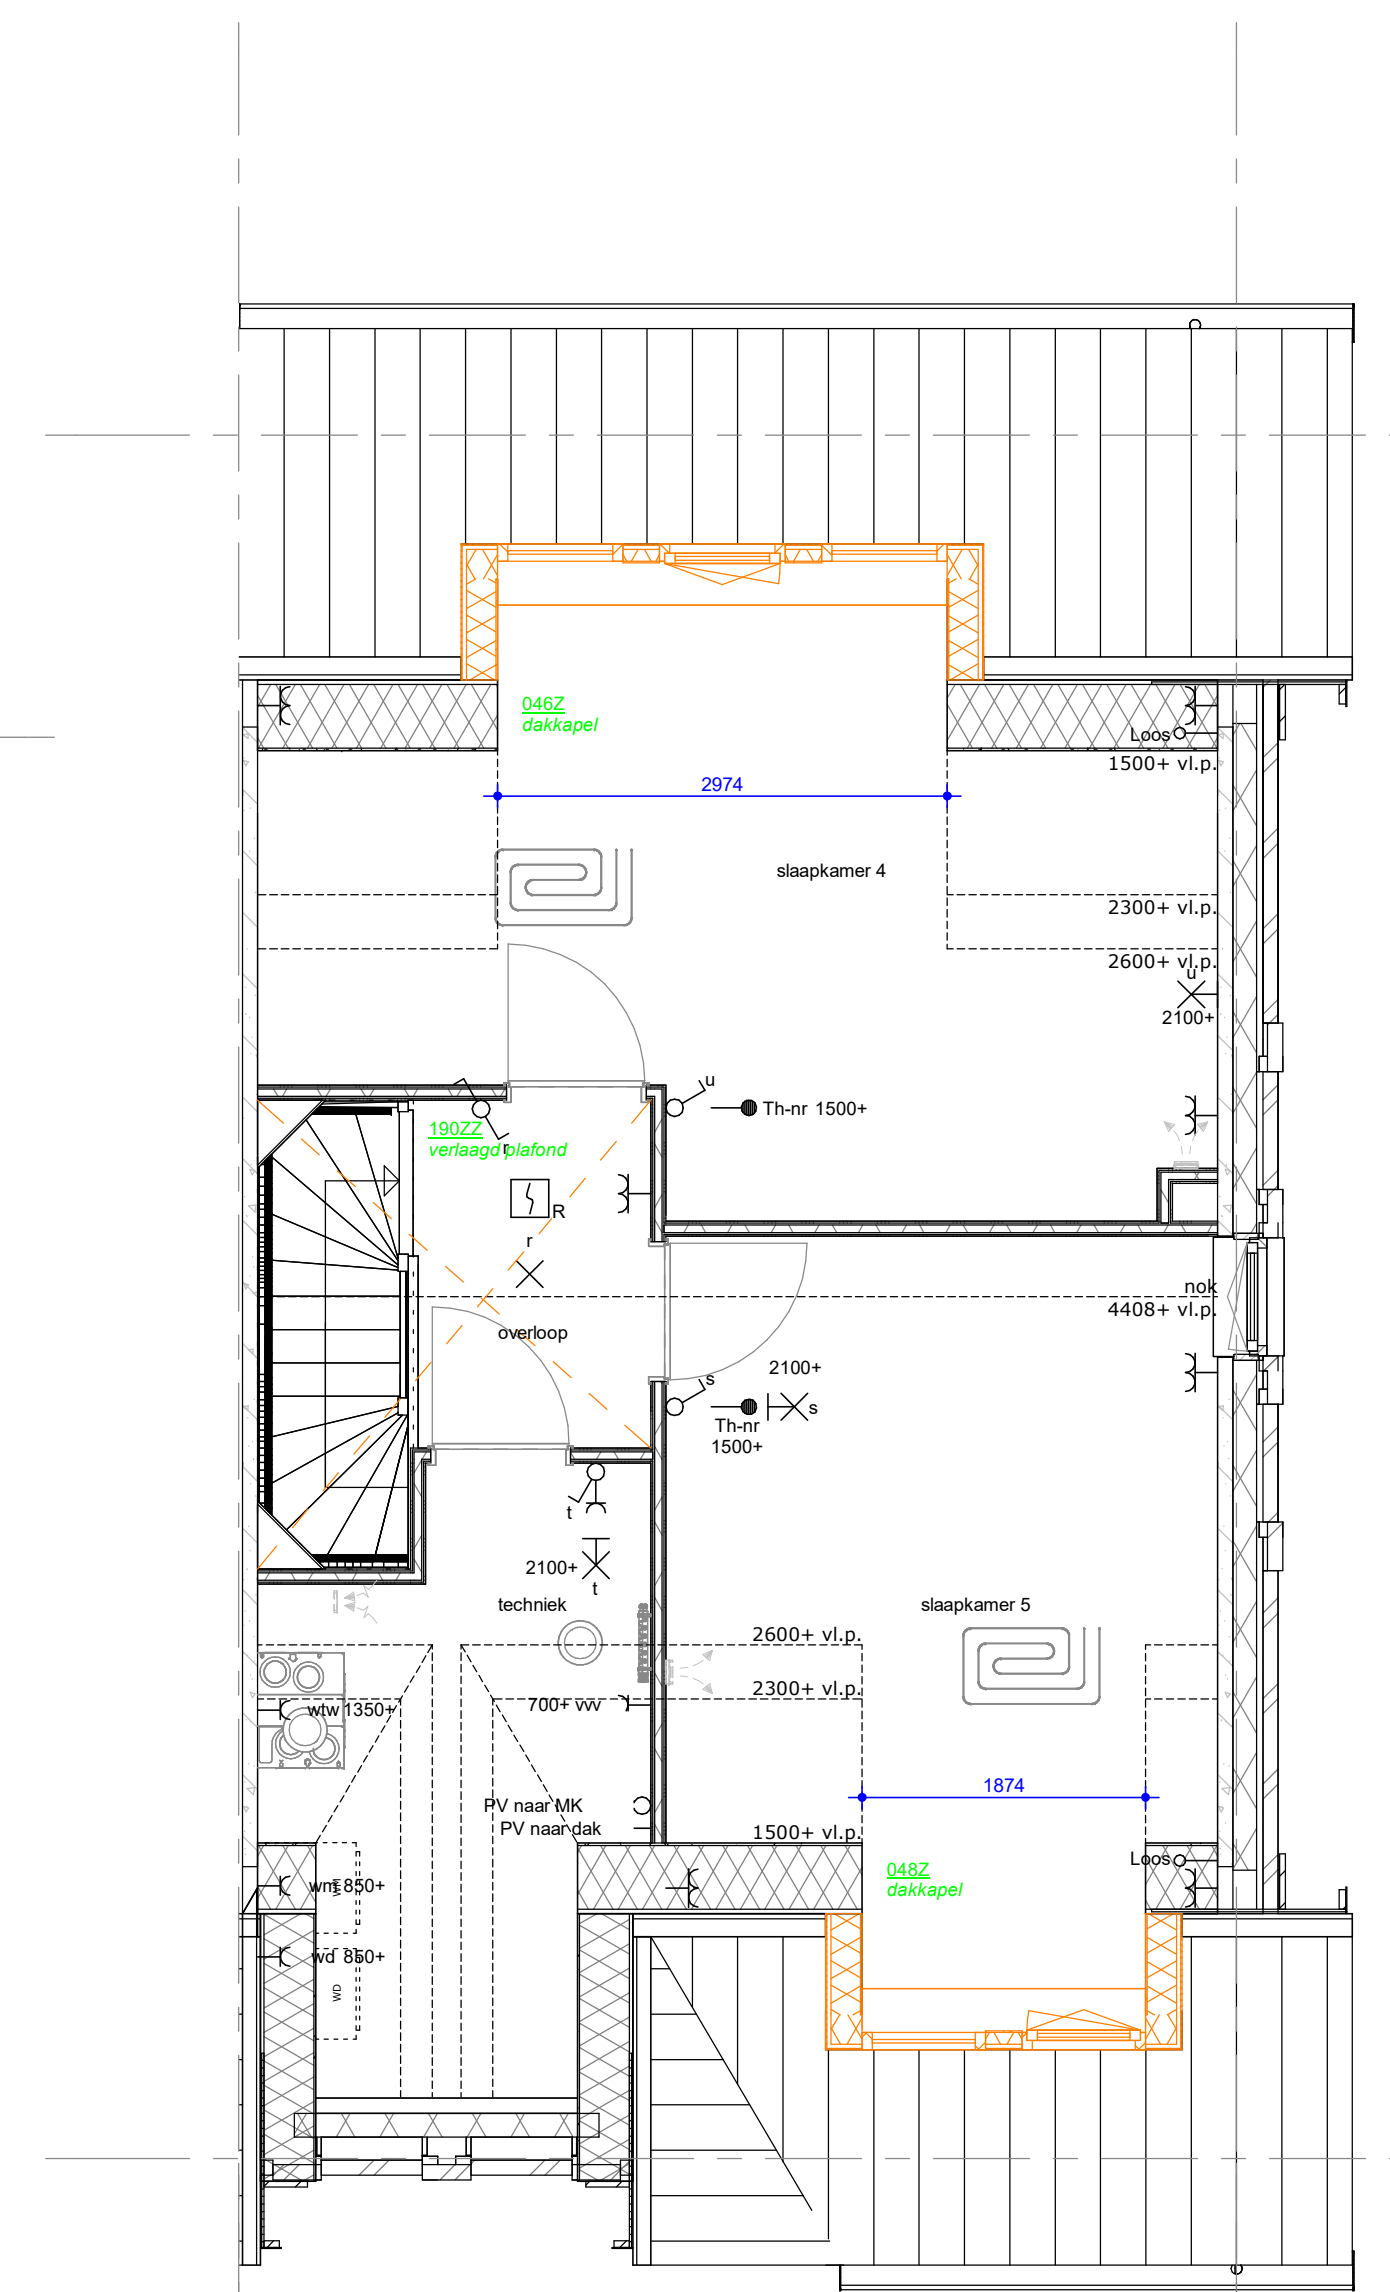 046Z
dakkapel
Loos
1500+ vl.p.
2974
slaapkamer 4
2300+ vl.p.
2600+ vl.p.
u
2100+
u
Th-nr 1500+
190ZZ
verlaagd plafond
r
R
r
nok
4408+ vl.p.
overloop
2100+
s
s
Th-nr
1500+
t
2100+
t
techniek
slaapkamer 5
2600+ vl.p.
2300+ vl.p.
wtw 1350+
700+ vvv
1874
PV naar MK
PV naar dak
1500+ vl.p.
Loos
048Z
dakkapel
wm 850+
WM
wd 850+
WD